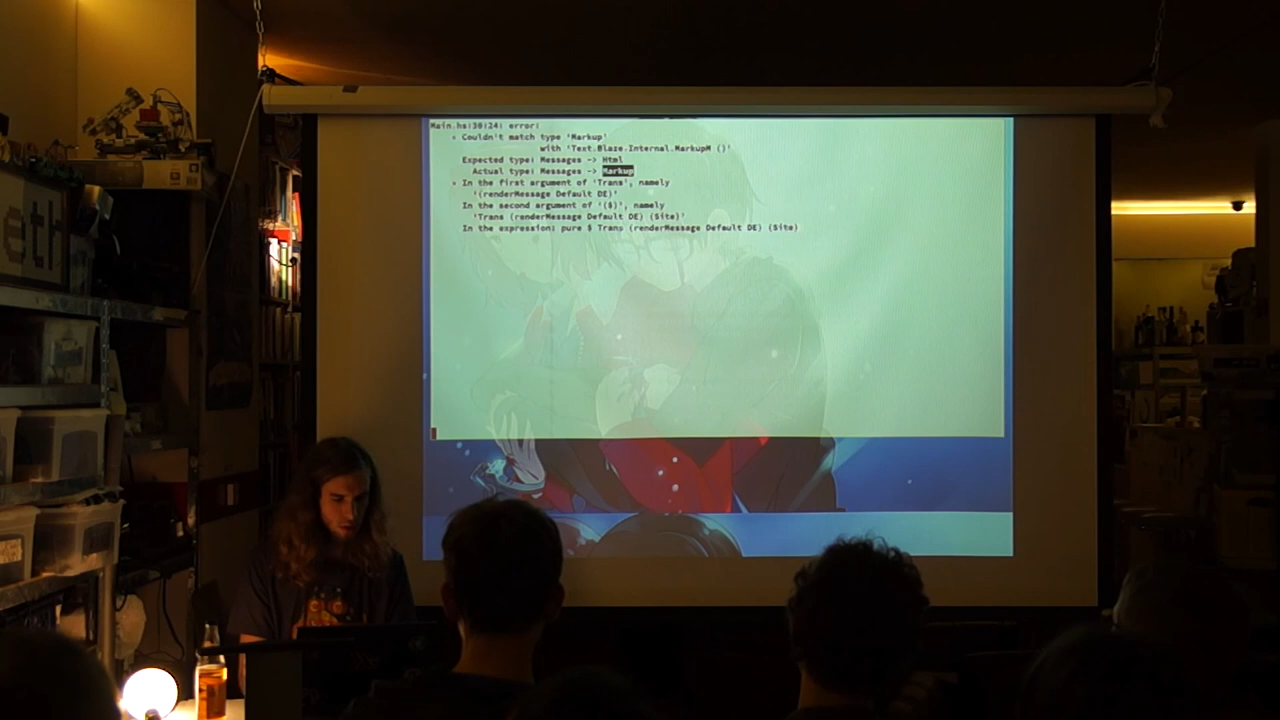 Main.hs:30:24: error:
• Couldn't match type ‘Markup’
with ‘Text.Blaze.Internal.MarkupM ()’
Expected type: Messages -> Html
Actual type: Messages -> Markup
• In the first argument of ‘Trans’, namely
‘(renderMessage Default DE)’
In the second argument of ‘($)’, namely
‘Trans (renderMessage Default DE) (Site)’
In the expression: pure $ Trans (renderMessage Default DE) (Site)
eth